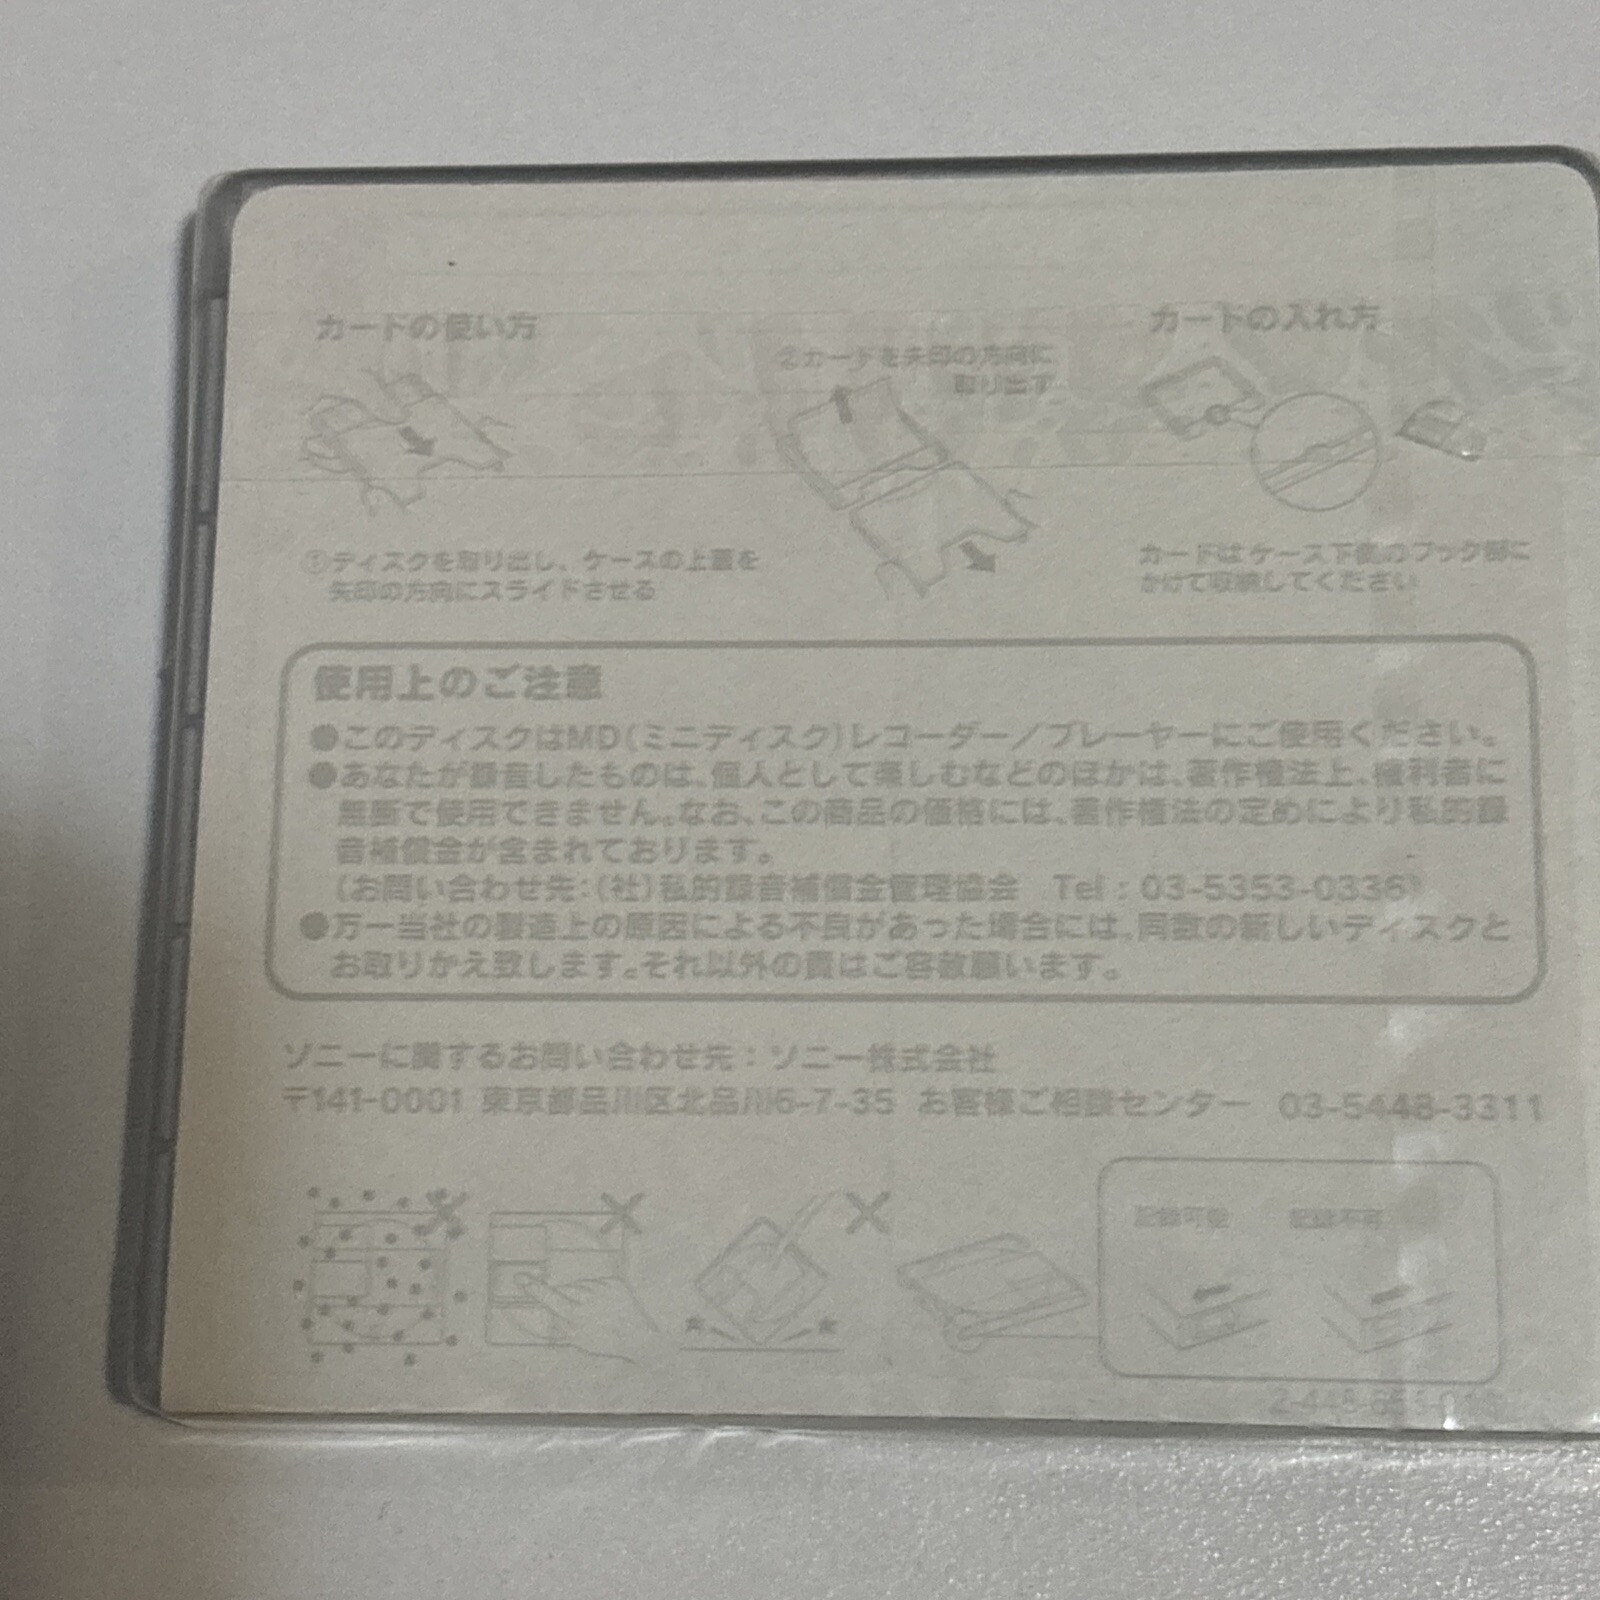 カードの使い方
①ディスクを取り出し、ケースの上蓋を
矢印の方向にスライドさせる
②カードを矢印の方向に
取り出す
カードの入れ方
カードはケース下側のフック部に
かけて収納してください
使用上のご注意
●このディスクはMD(ミニディスク)レコーダー/プレーヤーにご使用ください。
●あなたが録音したものは、個人として楽しむなどのほかは、著作権法上、権利者に
無断で使用できません。なお、この商品の価格には、著作権法の定めにより私的録
音補償金が含まれております。
(お問い合わせ先:(社)私的録音補償金管理協会 Tel:03-5353-0336)
●万一当社の製造上の原因による不良があった場合には、同数の新しいディスクと
お取りかえ致します。それ以外の責はご容赦願います。
ソニーに関するお問い合わせ先:ソニー株式会社
〒141-0001 東京都品川区北品川6-7-35 お客様ご相談センター 03-5448-3311
記録可能 記録不可